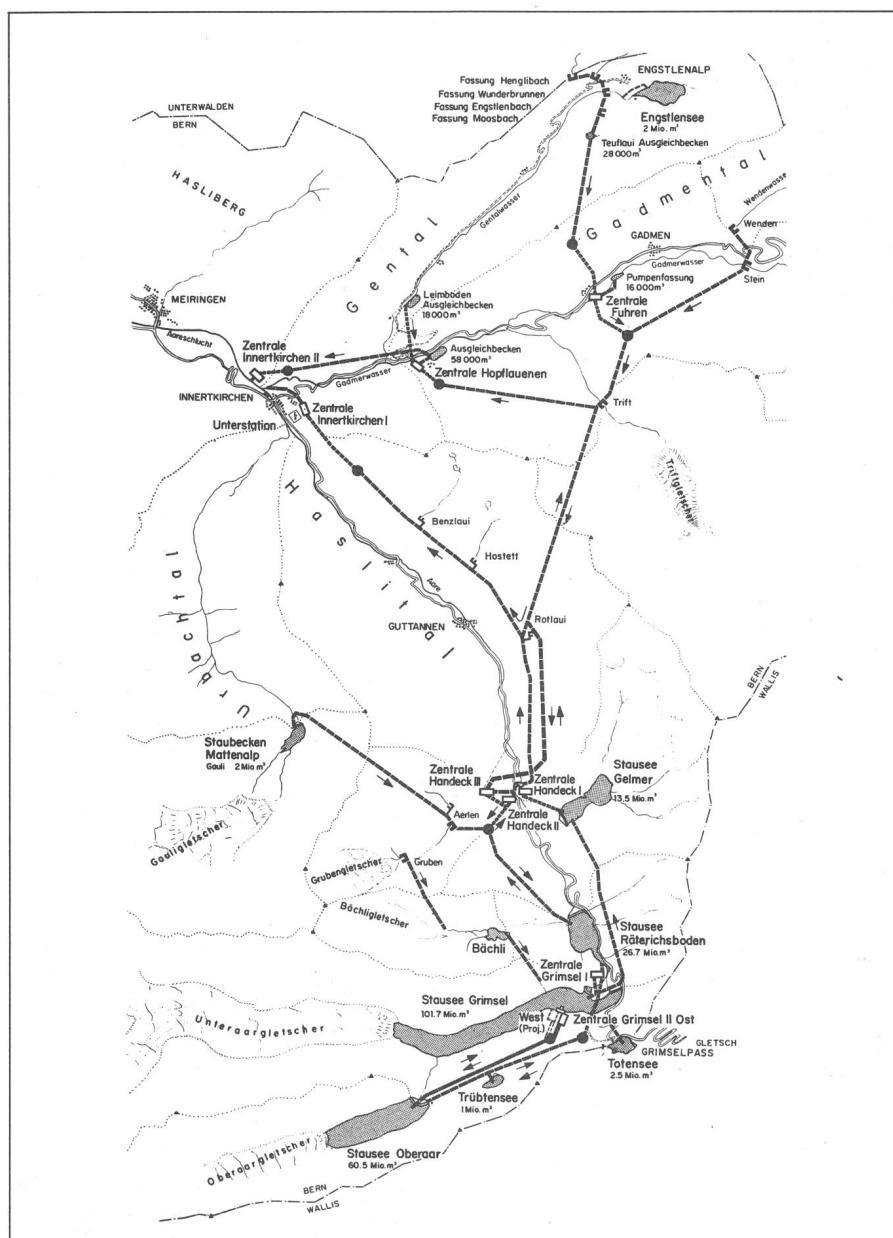 ENGSTLENALP
Fassung Henglibach
Fassung Wunderbrunnen
Fassung Engstlenbach
Fassung Moosbach
Engstlensee
2 Mio. m³
UNTERWALDEN
BERN
Teuflaui Ausgleichbecken
28 000 m³
HASLIBERG
Gental
Gentalwasser
Gadmental
Wendenwasser
Wenden
GADMEN
Gadmerwasser
Stein
Pumpenfassung
16 000 m³
Zentrale
Fuhren
MEIRINGEN
Leimboden
Ausgleichbecken
18 000 m³
Aareschlucht
Zentrale
Innertkirchen II
Ausgleichbecken
58 000 m³
Gadmerwasser
Zentrale Hopflauenen
INNERTKIRCHEN
Zentrale
Innertkirchen I
Unterstation
Trift
Triftgletscher
Haslital
Benzlaui
Hostett
Aare
Urbachtal
GUTTANNEN
Rotlaui
BERN
WALLIS
Staubecken
Mattenalp
Gauli 2 Mio m³
Zentrale
Handeck III
Zentrale
Handeck I
Stausee
Gelmer
13.5 Mio. m³
Zentrale
Handeck II
Aerlen
Gauligletscher
Grubengletscher
Gruben
Bächligletscher
Bächli
Stausee
Räterichsboden
26.7 Mio. m³
Zentrale
Grimsel I
Stausee Grimsel
101.7 Mio. m³
West
(Proj.)
Zentrale Grimsel II Ost
Unteraargletscher
GLETSCH
GRIMSELPASS
Totensee
2.5 Mio. m³
Trübtensee
1 Mio. m³
Oberaargletscher
Stausee Oberaar
60.5 Mio. m³
BERN
WALLIS